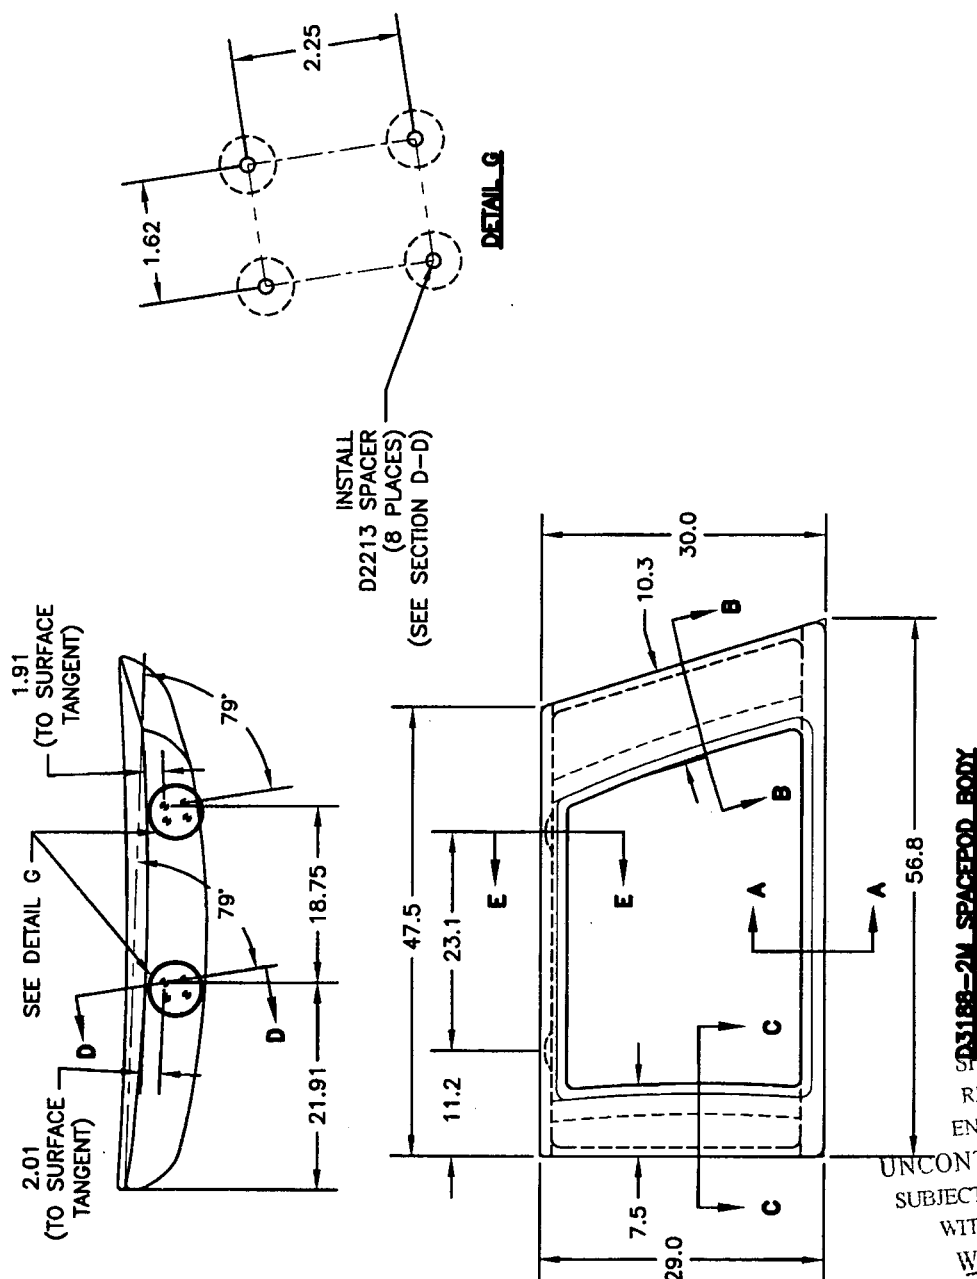 2.25
1.62
DETAIL G
INSTALL
D2213 SPACER
(8 PLACES)
(SEE SECTION D-D)
1.91
(TO SURFACE
TANGENT)
79°
SEE DETAIL G
79°
18.75
D
D
2.01
(TO SURFACE
TANGENT)
21.91
30.0
10.3
B
B
47.5
23.1
E
E
A
A
56.8
11.2
C
C
7.5
29.0
D3188-2M SPACEPOD BODY